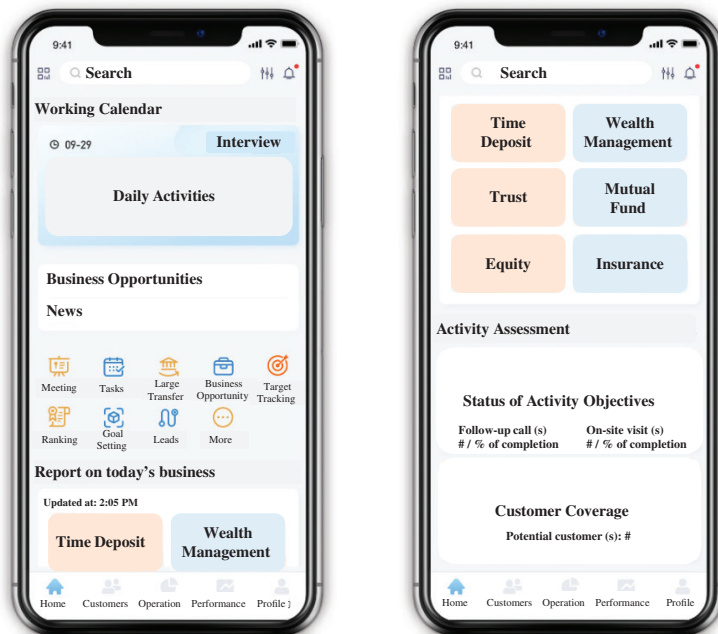 9:41
Search
Working Calendar
09-29
Interview
Daily Activities
Business Opportunities
News
Meeting
Tasks
Large
Transfer
Business
Opportunity
Target
Tracking
Ranking
Goal
Setting
Leads
More
Report on today's business
Updated at: 2:05 PM
Time Deposit
Wealth
Management
Home
Customers
Operation
Performance
Profile
9:41
Search
Time
Deposit
Wealth
Management
Trust
Mutual
Fund
Equity
Insurance
Activity Assessment
Status of Activity Objectives
Follow-up call (s)
# / % of completion
On-site visit (s)
# / % of completion
Customer Coverage
Potential customer (s): #
Home
Customers
Operation
Performance
Profile